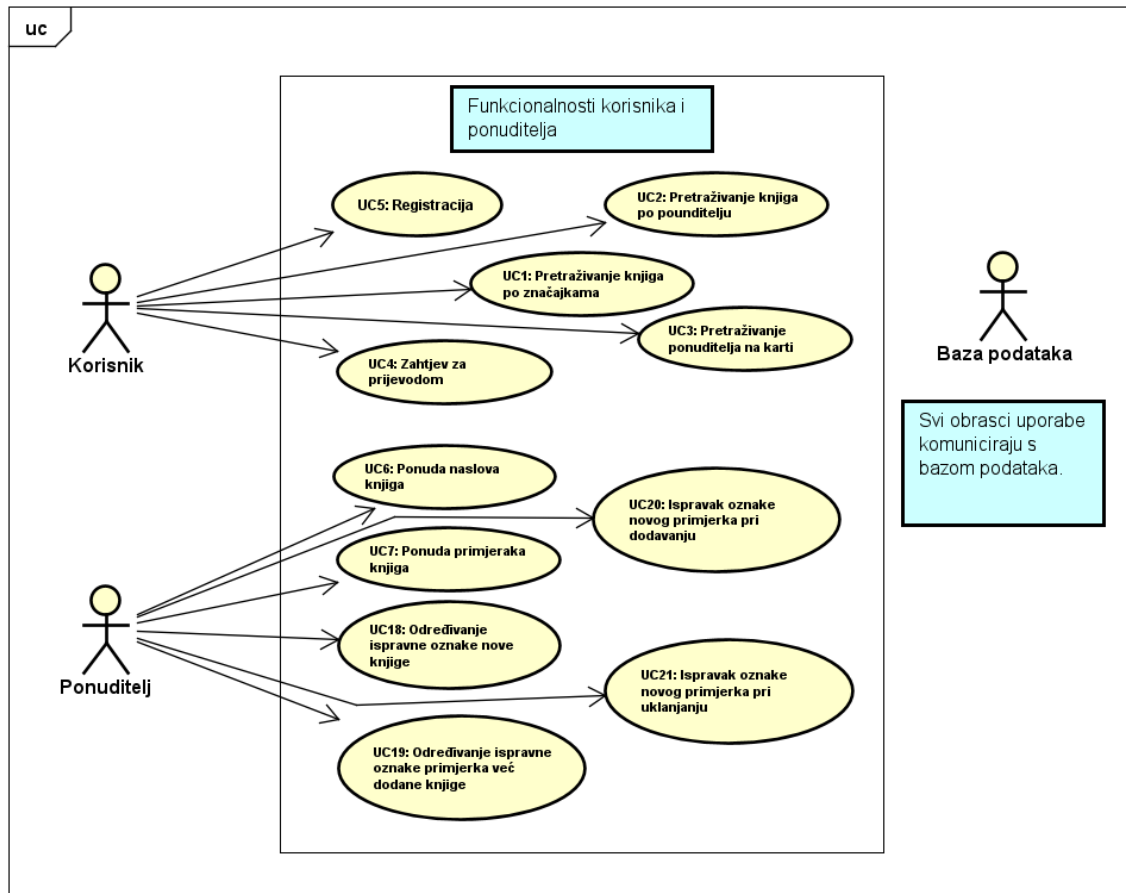 uc
Funkcionalnosti korisnika i
ponuditelja
UC5: Registracija
UC2: Pretraživanje knjiga
po pounditelju
UC1: Pretraživanje knjiga
po značajkama
UC3: Pretraživanje
ponuditelja na karti
UC4: Zahtjev za
prijevodom
Korisnik
Baza podataka
Svi obrasci uporabe
komuniciraju s
bazom podataka.
UC6: Ponuda naslova
knjiga
UC20: Ispravak oznake
novog primjerka pri
dodavanju
UC7: Ponuda primjeraka
knjiga
UC18: Određivanje
ispravne oznake nove
knjige
UC21: Ispravak oznake
novog primjerka pri
uklanjanju
Ponuditelj
UC19: Određivanje ispravne
oznake primjerka već
dodane knjige